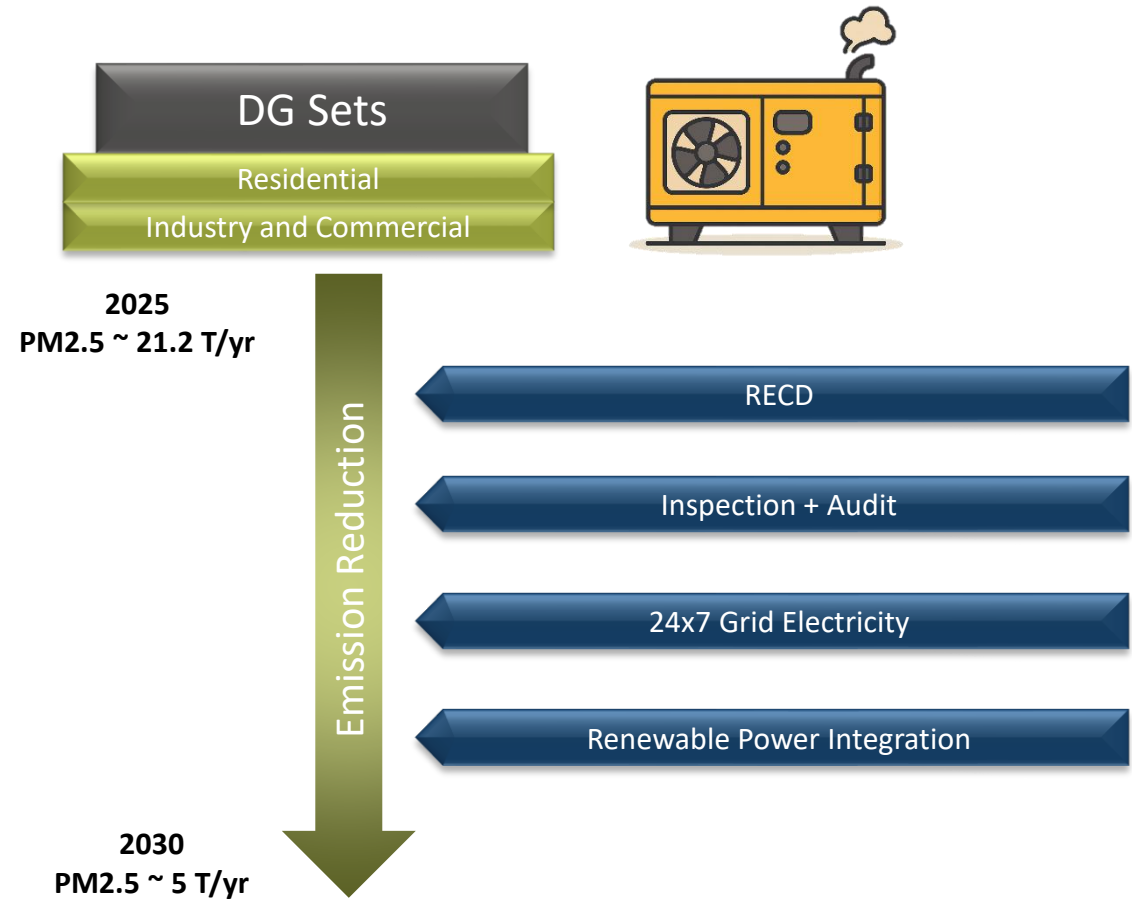 DG Sets
Residential
Industry and Commercial
2025
PM2.5 ~ 21.2 T/yr
Emission Reduction
RECD
Inspection + Audit
24x7 Grid Electricity
Renewable Power Integration
2030
PM2.5 ~ 5 T/yr